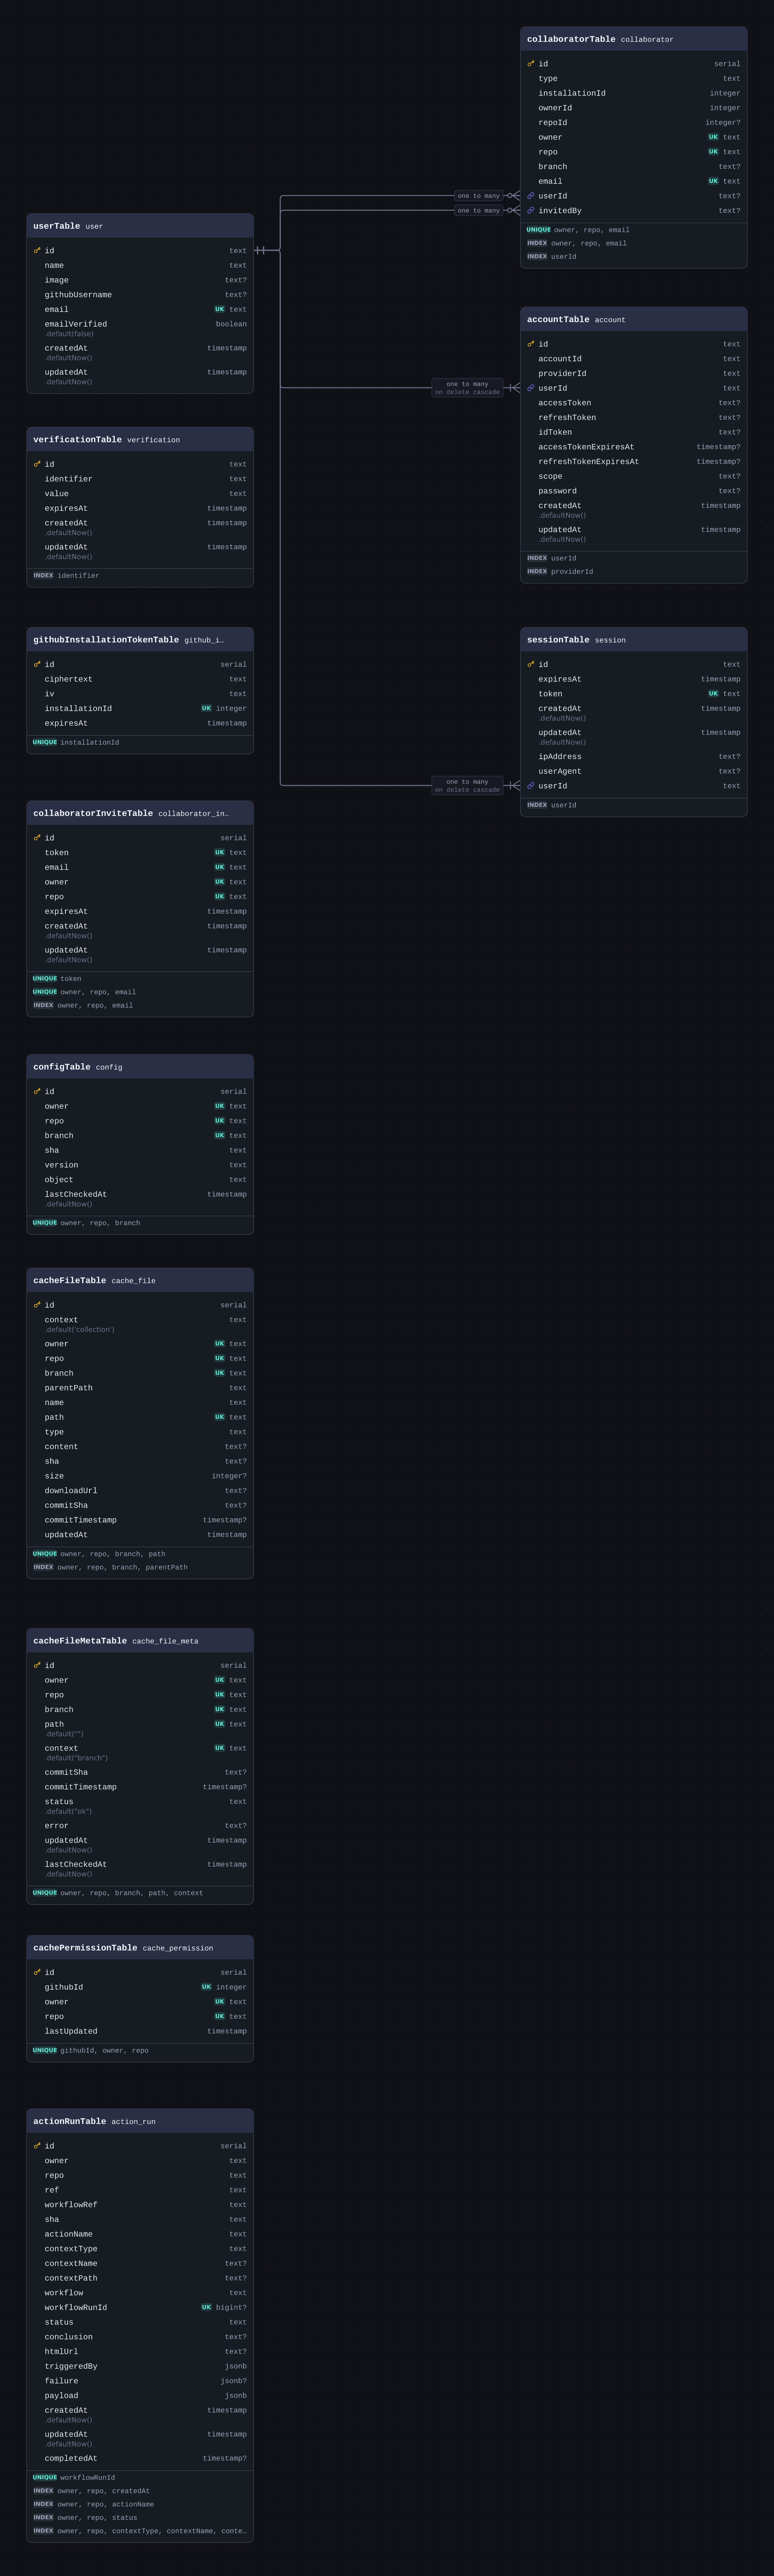 collaboratorTable collaborator
id serial
type text
installationId integer
ownerId integer
repoId integer?
owner UK text
repo UK text
branch text?
email UK text
userId text?
invitedBy text?
UNIQUE owner, repo, email
INDEX owner, repo, email
INDEX userId
one to many
one to many
userTable user
id text
name text
image text?
githubUsername text?
email UK text
emailVerified boolean
.default(false)
createdAt timestamp
.defaultNow()
updatedAt timestamp
.defaultNow()
accountTable account
id text
accountId text
providerId text
userId text
accessToken text?
refreshToken text?
idToken text?
accessTokenExpiresAt timestamp?
refreshTokenExpiresAt timestamp?
scope text?
password text?
createdAt timestamp
.defaultNow()
updatedAt timestamp
.defaultNow()
INDEX userId
INDEX providerId
one to many
on delete cascade
verificationTable verification
id text
identifier text
value text
expiresAt timestamp
createdAt timestamp
.defaultNow()
updatedAt timestamp
.defaultNow()
INDEX identifier
githubInstallationTokenTable github_i…
id serial
ciphertext text
iv text
installationId UK integer
expiresAt timestamp
UNIQUE installationId
sessionTable session
id text
expiresAt timestamp
token UK text
createdAt timestamp
.defaultNow()
updatedAt timestamp
.defaultNow()
ipAddress text?
userAgent text?
userId text
INDEX userId
one to many
on delete cascade
collaboratorInviteTable collaborator_in…
id serial
token UK text
email UK text
owner UK text
repo UK text
expiresAt timestamp
createdAt timestamp
.defaultNow()
updatedAt timestamp
.defaultNow()
UNIQUE token
UNIQUE owner, repo, email
INDEX owner, repo, email
configTable config
id serial
owner UK text
repo UK text
branch UK text
sha text
version text
object text
lastCheckedAt timestamp
.defaultNow()
UNIQUE owner, repo, branch
cacheFileTable cache_file
id serial
context text
.default('collection')
owner UK text
repo UK text
branch UK text
parentPath text
name text
path UK text
type text
content text?
sha text?
size integer?
downloadUrl text?
commitSha text?
commitTimestamp timestamp?
updatedAt timestamp
UNIQUE owner, repo, branch, path
INDEX owner, repo, branch, parentPath
cacheFileMetaTable cache_file_meta
id serial
owner UK text
repo UK text
branch UK text
path UK text
.default("")
context UK text
.default("branch")
commitSha text?
commitTimestamp timestamp?
status text
.default("ok")
error text?
updatedAt timestamp
.defaultNow()
lastCheckedAt timestamp
.defaultNow()
UNIQUE owner, repo, branch, path, context
cachePermissionTable cache_permission
id serial
githubId UK integer
owner UK text
repo UK text
lastUpdated timestamp
UNIQUE githubId, owner, repo
actionRunTable action_run
id serial
owner text
repo text
ref text
workflowRef text
sha text
actionName text
contextType text
contextName text?
contextPath text?
workflow text
workflowRunId UK bigint?
status text
conclusion text?
htmlUrl text?
triggeredBy jsonb
failure jsonb?
payload jsonb
createdAt timestamp
.defaultNow()
updatedAt timestamp
.defaultNow()
completedAt timestamp?
UNIQUE workflowRunId
INDEX owner, repo, createdAt
INDEX owner, repo, actionName
INDEX owner, repo, status
INDEX owner, repo, contextType, contextName, conte…